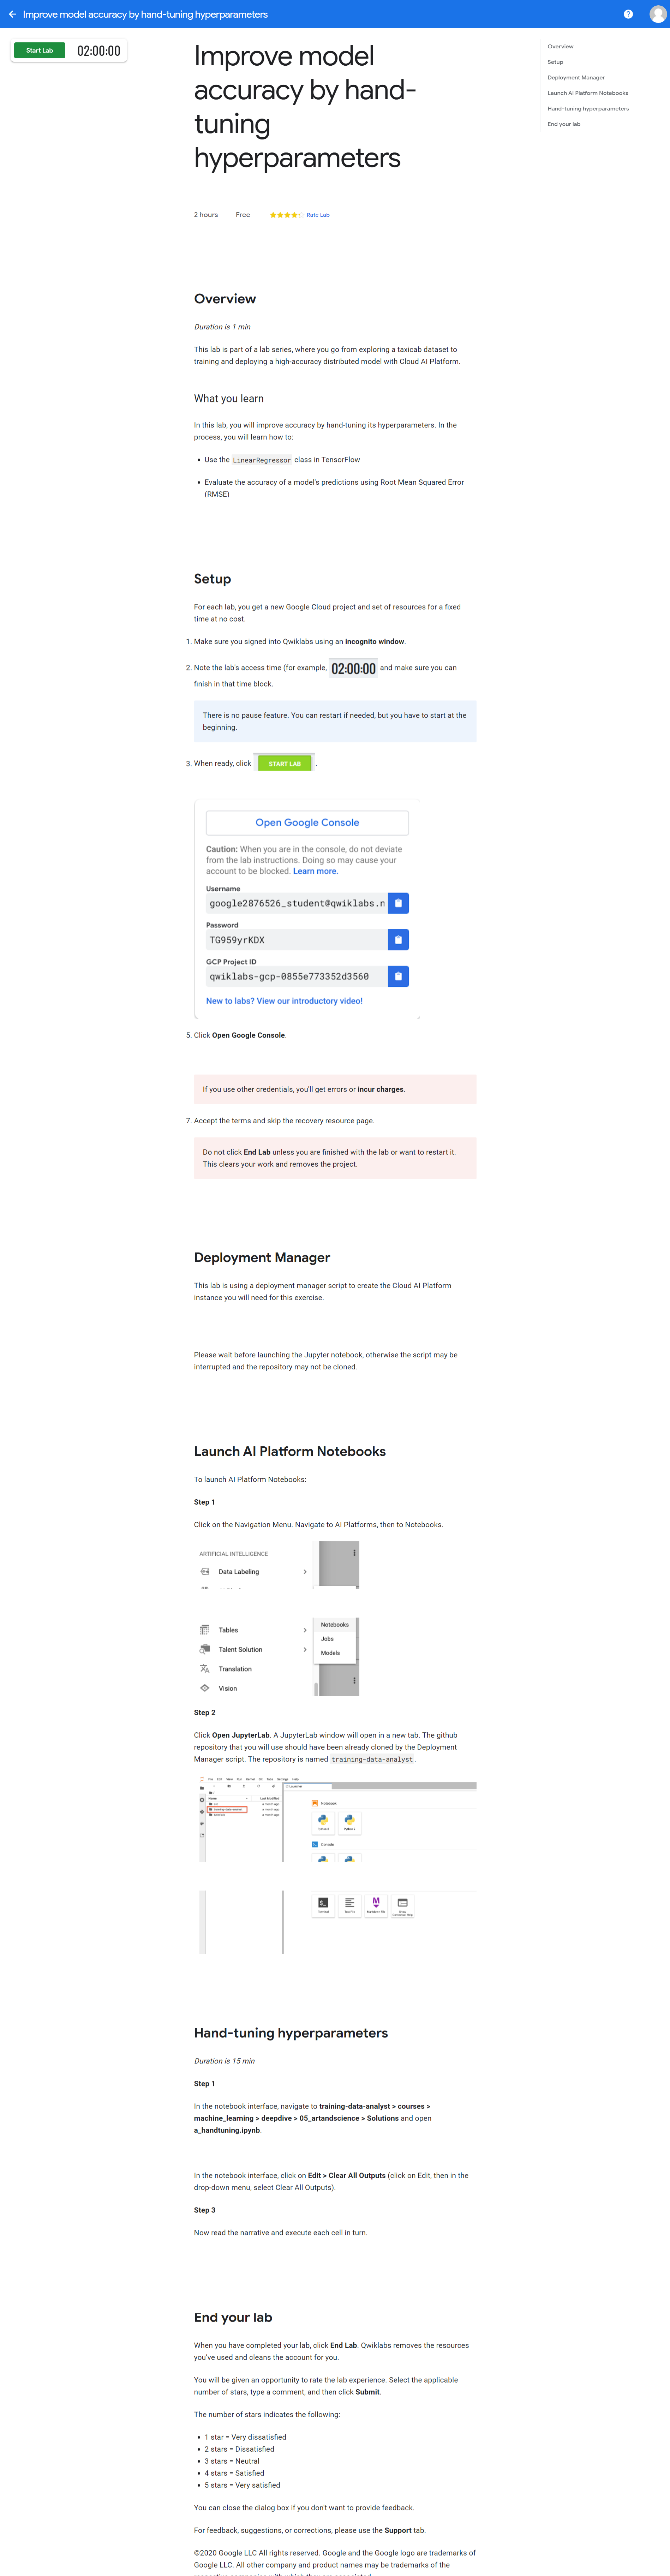 Improve model accuracy by hand-tuning hyperparameters
Start Lab
02:00:00
Improve model
accuracy by hand-
tuning
hyperparameters
Overview
Setup
Deployment Manager
Launch AI Platform Notebooks
Hand-tuning hyperparameters
End your lab
2 hours Free Rate Lab
Overview
Duration is 1 min
This lab is part of a lab series, where you go from exploring a taxicab dataset to
training and deploying a high-accuracy distributed model with Cloud AI Platform.
What you learn
In this lab, you will improve accuracy by hand-tuning its hyperparameters. In the
process, you will learn how to:
Use the LinearRegressor class in TensorFlow
Evaluate the accuracy of a model's predictions using Root Mean Squared Error
(RMSE)
Setup
For each lab, you get a new Google Cloud project and set of resources for a fixed
time at no cost.
1. Make sure you signed into Qwiklabs using an incognito window.
2. Note the lab's access time (for example, 02:00:00 and make sure you can
finish in that time block.
There is no pause feature. You can restart if needed, but you have to start at the
beginning.
3. When ready, click START LAB .
Open Google Console
Caution: When you are in the console, do not deviate
from the lab instructions. Doing so may cause your
account to be blocked. Learn more.
Username
google2876526_student@qwiklabs.n
Password
TG959yrKDX
GCP Project ID
qwiklabs-gcp-0855e773352d3560
New to labs? View our introductory video!
5. Click Open Google Console.
If you use other credentials, you'll get errors or incur charges.
7. Accept the terms and skip the recovery resource page.
Do not click End Lab unless you are finished with the lab or want to restart it.
This clears your work and removes the project.
Deployment Manager
This lab is using a deployment manager script to create the Cloud AI Platform
instance you will need for this exercise.
Please wait before launching the Jupyter notebook, otherwise the script may be
interrupted and the repository may not be cloned.
Launch AI Platform Notebooks
To launch AI Platform Notebooks:
Step 1
Click on the Navigation Menu. Navigate to AI Platforms, then to Notebooks.
ARTIFICIAL INTELLIGENCE
Data Labeling
Tables
Notebooks
Talent Solution
Jobs
Models
Translation
Vision
Step 2
Click Open JupyterLab. A JupyterLab window will open in a new tab. The github
repository that you will use should have been already cloned by the Deployment
Manager script. The repository is named training-data-analyst.
File Edit View Run Kernel Git Tabs Settings Help
Launcher
Name Last Modified
training-data-analyst
Notebook
Console
Terminal Text File Markdown File
Hand-tuning hyperparameters
Duration is 15 min
Step 1
In the notebook interface, navigate to training-data-analyst > courses >
machine_learning > deepdive > 05_artandscience > Solutions and open
a_handtuning.ipynb.
In the notebook interface, click on Edit > Clear All Outputs (click on Edit, then in the
drop-down menu, select Clear All Outputs).
Step 3
Now read the narrative and execute each cell in turn.
End your lab
When you have completed your lab, click End Lab. Qwiklabs removes the resources
you've used and cleans the account for you.
You will be given an opportunity to rate the lab experience. Select the applicable
number of stars, type a comment, and then click Submit.
The number of stars indicates the following:
1 star = Very dissatisfied
2 stars = Dissatisfied
3 stars = Neutral
4 stars = Satisfied
5 stars = Very satisfied
You can close the dialog box if you don't want to provide feedback.
For feedback, suggestions, or corrections, please use the Support tab.
©2020 Google LLC All rights reserved. Google and the Google logo are trademarks of
Google LLC. All other company and product names may be trademarks of the